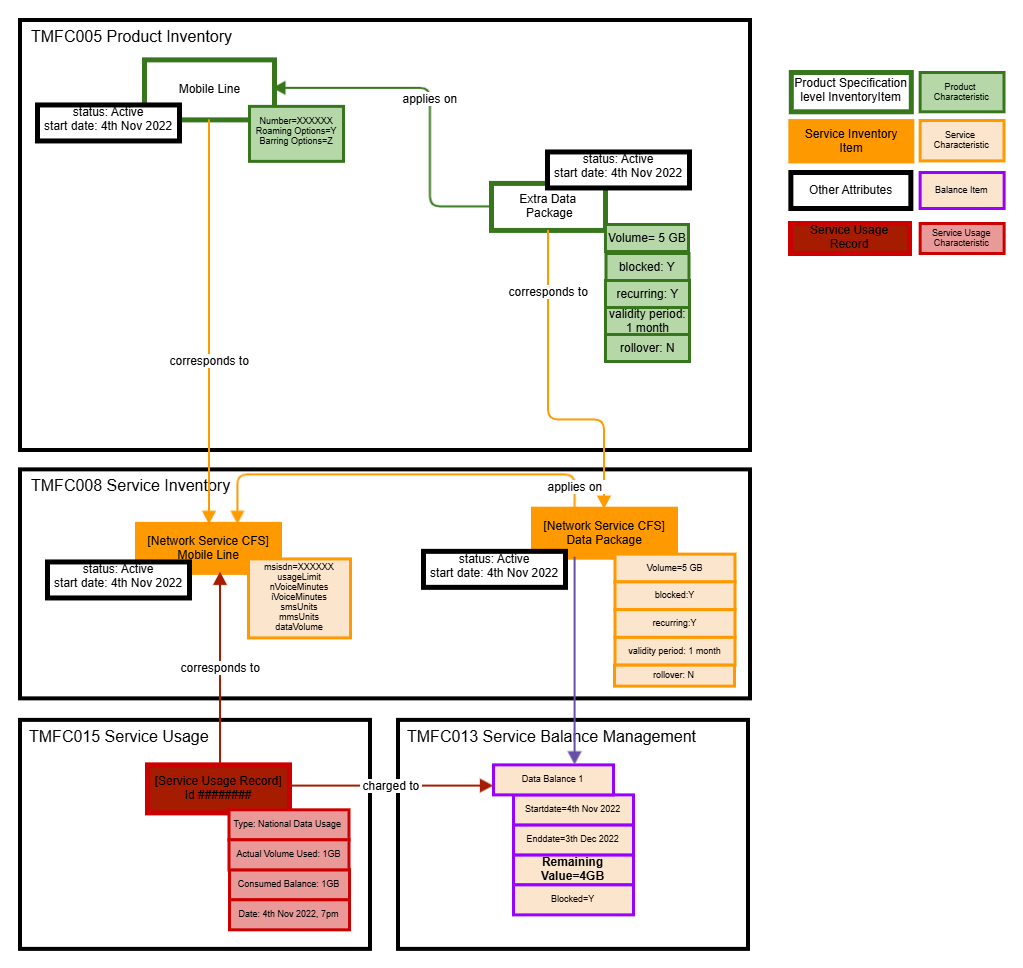 TMFC005 Product Inventory
Mobile Line
status: Active
start date: 4th Nov 2022
Number=XXXXXX
Roaming Options=Y
Barring Options=Z
applies on
status: Active
start date: 4th Nov 2022
Extra Data
Package
Volume= 5 GB
blocked: Y
recurring: Y
validity period:
1 month
rollover: N
corresponds to
corresponds to
Product Specification
level InventoryItem
Product
Characteristic
Service Inventory
Item
Service
Characteristic
Other Attributes
Balance Item
Service Usage
Record
Service Usage
Characteristic
TMFC008 Service Inventory
applies on
[Network Service CFS]
Mobile Line
status: Active
start date: 4th Nov 2022
msisdn=XXXXXX
usageLimit
nVoiceMinutes
iVoiceMinutes
smsUnits
mmsUnits
dataVolume
[Network Service CFS]
Data Package
status: Active
start date: 4th Nov 2022
Volume=5 GB
blocked:Y
recurring:Y
validity period: 1 month
rollover: N
corresponds to
TMFC015 Service Usage
[Service Usage Record]
Id ########
Type: National Data Usage
Actual Volume Used: 1GB
Consumed Balance: 1GB
Date: 4th Nov 2022, 7pm
charged to
TMFC013 Service Balance Management
Data Balance 1
Startdate=4th Nov 2022
Enddate=3th Dec 2022
Remaining
Value=4GB
Blocked=Y